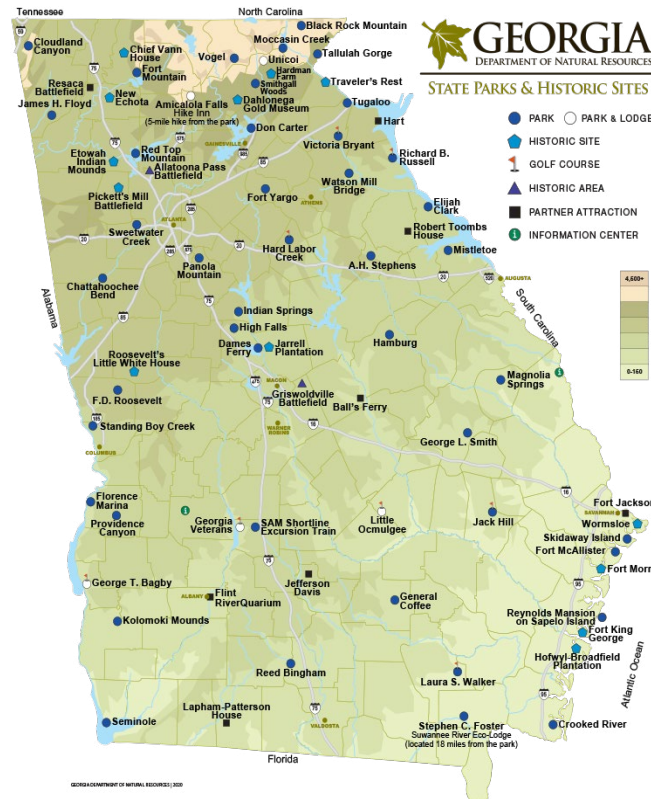 Tennessee
North Carolina
GEORGIA
DEPARTMENT OF NATURAL RESOURCES
STATE PARKS & HISTORIC SITES
PARK
PARK & LODGE
HISTORIC SITE
GOLF COURSE
HISTORIC AREA
PARTNER ATTRACTION
INFORMATION CENTER
4,600+
0-160
Black Rock Mountain
Moccasin Creek
Cloudland
Canyon
Chief Van
House
Vogel
Tallulah Gorge
Unicoi
Fort
Mountain
Hardman
Farm
Smithgall
Woods
Traveler's Rest
Resaca
Battlefield
New
Echota
James H. Floyd
Amicalola Falls
Hike Inn
(5-mile hike from the park)
Dahlonega
Gold Museum
Tugaloo
Hart
Don Carter
GAINESVILLE
Victoria Bryant
Richard B.
Russell
Etowah
Indian
Mounds
Red Top
Mountain
Allatoona Pass
Battlefield
Pickett's Mill
Battlefield
Watson Mill
Bridge
Fort Yargo
ATHENS
Elijah
Clark
ATLANTA
Sweetwater
Creek
Robert Toombs
House
Hard Labor
Creek
Mistletoe
Panola
Mountain
A.H. Stephens
Chattahoochee
Bend
AUGUSTA
Alabama
South Carolina
Indian Springs
High Falls
Dames
Ferry
Jarrell
Plantation
Hamburg
Roosevelt's
Little White House
MACON
Griswoldville
Battlefield
Magnolia
Springs
F.D. Roosevelt
Ball's Ferry
Standing Boy Creek
WARNER
ROBINS
George L. Smith
COLUMBUS
Florence
Marina
Providence
Canyon
Georgia
Veterans
SAM Shortline
Excursion Train
Little
Ocmulgee
Jack Hill
Fort Jackson
SAVANNAH
Wormsloe
Skidaway Island
Fort McAllister
Fort Morr
George T. Bagby
ALBANY
Flint
RiverQuarium
Jefferson
Davis
General
Coffee
Kolomoki Mounds
Reynolds Mansion
on Sapelo Island
Fort King
George
Hofwyl-Broadfield
Plantation
Atlantic Ocean
Reed Bingham
Laura S. Walker
Lapham-Patterson
House
Seminole
VALDOSTA
Stephen C. Foster
Suwannee River Eco-Lodge
(located 18 miles from the park)
Crooked River
Florida
GEORGIA DEPARTMENT OF NATURAL RESOURCES | 2020